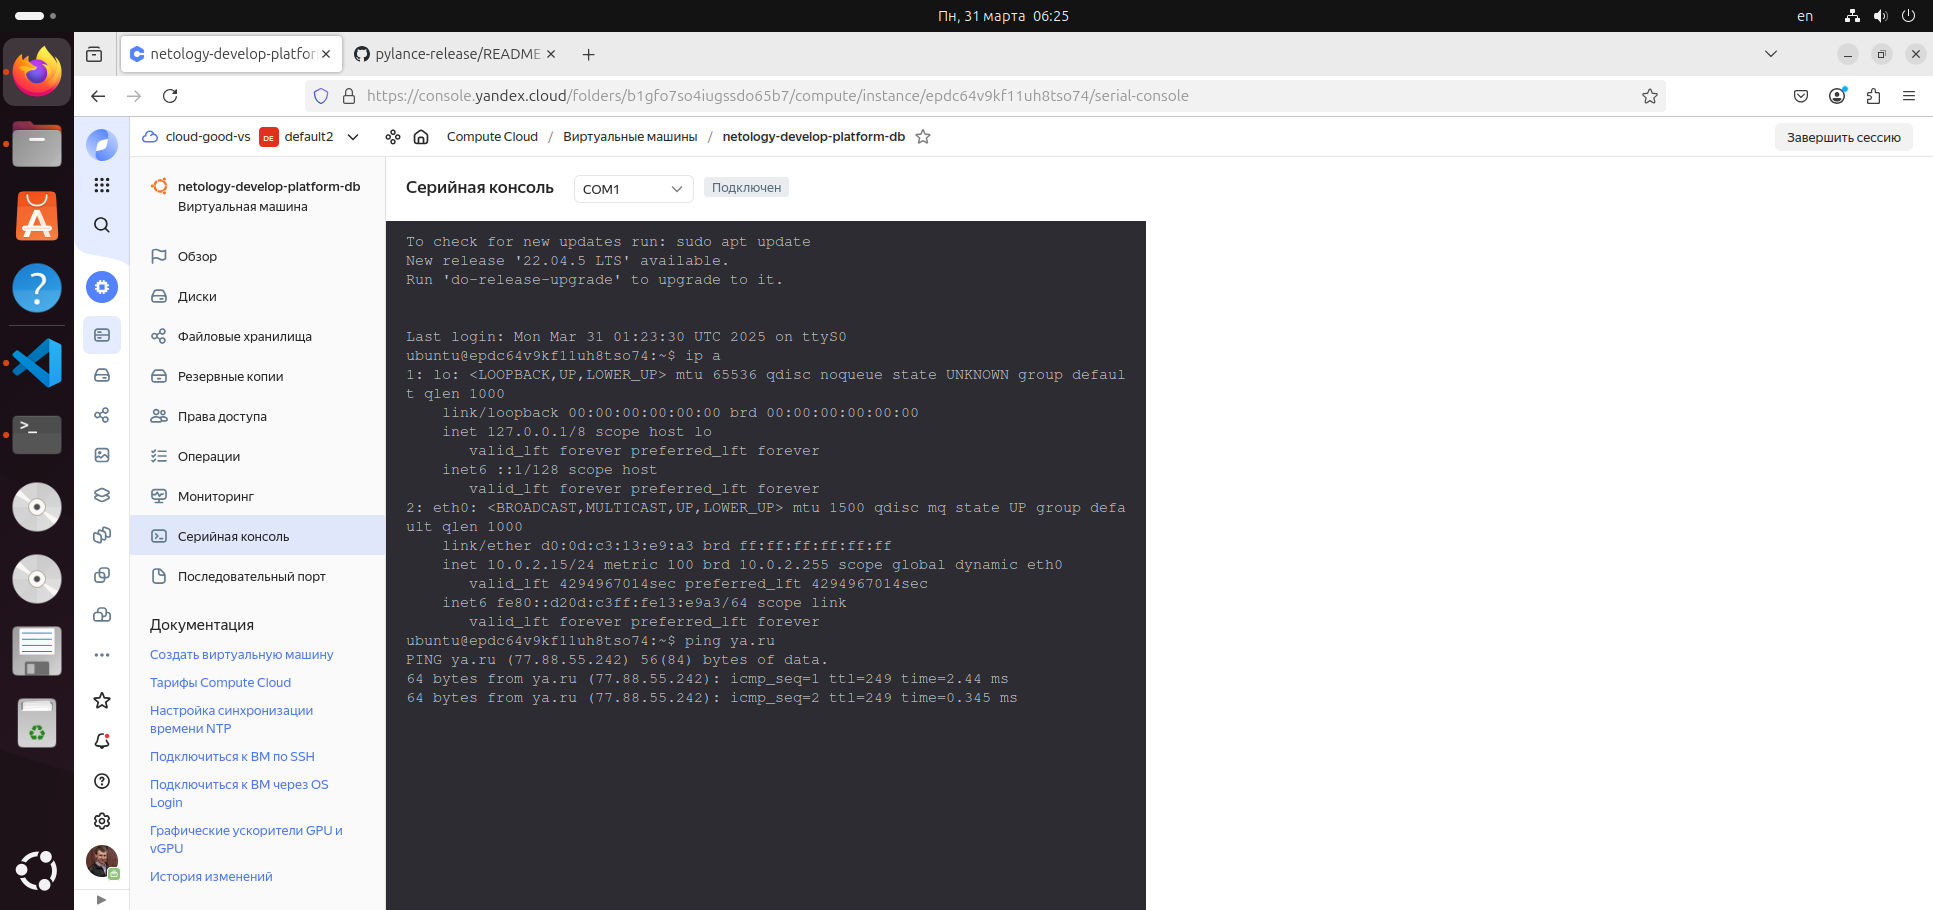 Пн, 31 марта  06:25
en
netology-develop-platfor
pylance-release/README
https://console.yandex.cloud/folders/b1gfo7so4iugssdo65b7/compute/instance/epdc64v9kf11uh8tso74/serial-console
cloud-good-vs
DE
default2
Compute Cloud / Виртуальные машины / netology-develop-platform-db
Завершить сессию
netology-develop-platform-db
Виртуальная машина
Обзор
Диски
Файловые хранилища
Резервные копии
Права доступа
Операции
Мониторинг
Серийная консоль
Последовательный порт
Документация
Создать виртуальную машину
Тарифы Compute Cloud
Настройка синхронизации
времени NTP
Подключиться к ВМ по SSH
Подключиться к ВМ через OS
Login
Графические ускорители GPU и
vGPU
История изменений
Серийная консоль
COM1
Подключен
To check for new updates run: sudo apt update
New release '22.04.5 LTS' available.
Run 'do-release-upgrade' to upgrade to it.
Last login: Mon Mar 31 01:23:30 UTC 2025 on ttyS0
ubuntu@epdc64v9kf11uh8tso74:~$ ip a
1: lo: <LOOPBACK,UP,LOWER_UP> mtu 65536 qdisc noqueue state UNKNOWN group defaul
t qlen 1000
    link/loopback 00:00:00:00:00:00 brd 00:00:00:00:00:00
    inet 127.0.0.1/8 scope host lo
       valid_lft forever preferred_lft forever
    inet6 ::1/128 scope host
       valid_lft forever preferred_lft forever
2: eth0: <BROADCAST,MULTICAST,UP,LOWER_UP> mtu 1500 qdisc mq state UP group defa
ult qlen 1000
    link/ether d0:0d:c3:13:e9:a3 brd ff:ff:ff:ff:ff:ff
    inet 10.0.2.15/24 metric 100 brd 10.0.2.255 scope global dynamic eth0
       valid_lft 4294967014sec preferred_lft 4294967014sec
    inet6 fe80::d20d:c3ff:fe13:e9a3/64 scope link
       valid_lft forever preferred_lft forever
ubuntu@epdc64v9kf11uh8tso74:~$ ping ya.ru
PING ya.ru (77.88.55.242) 56(84) bytes of data.
64 bytes from ya.ru (77.88.55.242): icmp_seq=1 ttl=249 time=2.44 ms
64 bytes from ya.ru (77.88.55.242): icmp_seq=2 ttl=249 time=0.345 ms